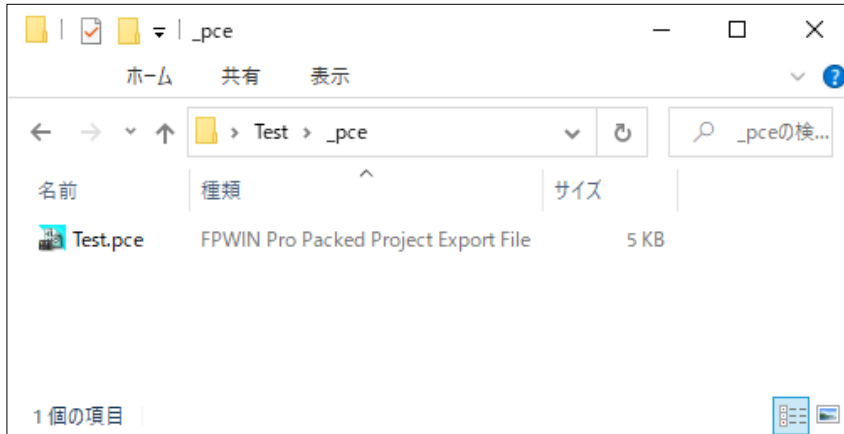 _pce
ホーム 共有 表示
Test > _pce
_pceの検...
名前 種類 サイズ
Test.pce FPWIN Pro Packed Project Export File 5 KB
1 個の項目